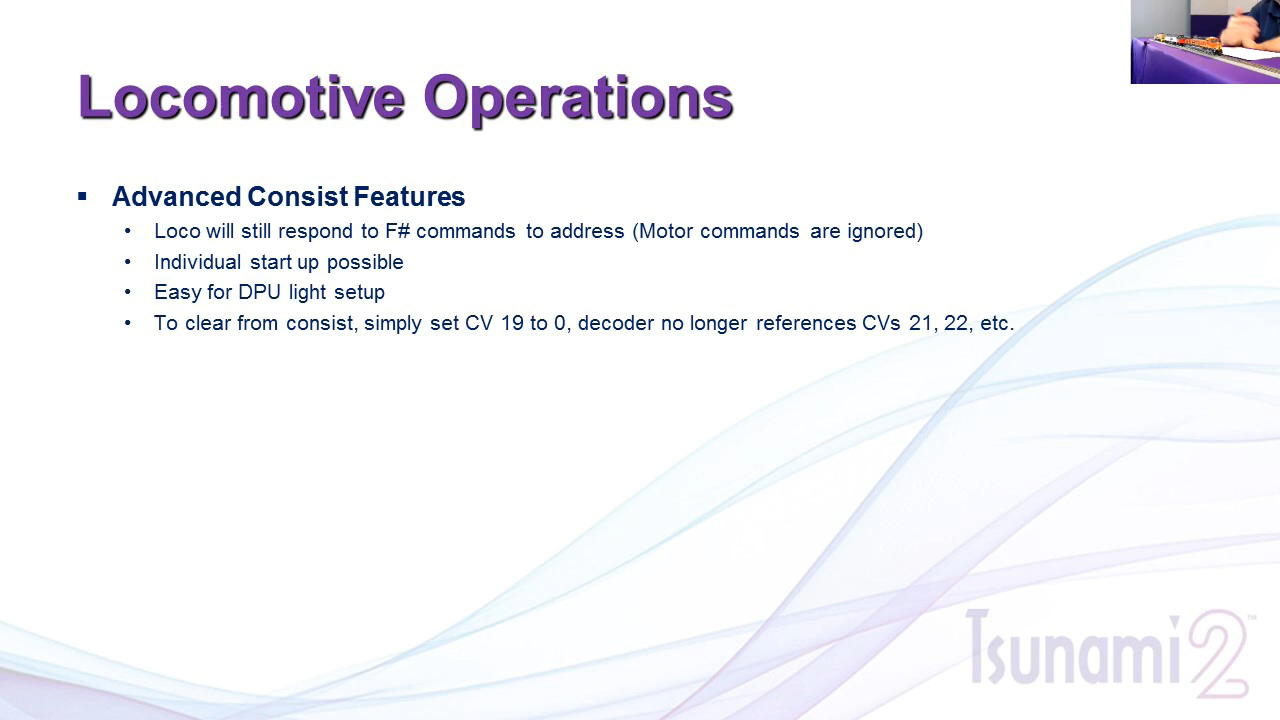 Locomotive Operations
▪ Advanced Consist Features
• Loco will still respond to F# commands to address (Motor commands are ignored)
• Individual start up possible
• Easy for DPU light setup
• To clear from consist, simply set CV 19 to 0, decoder no longer references CVs 21, 22, etc.
Tsunami2™